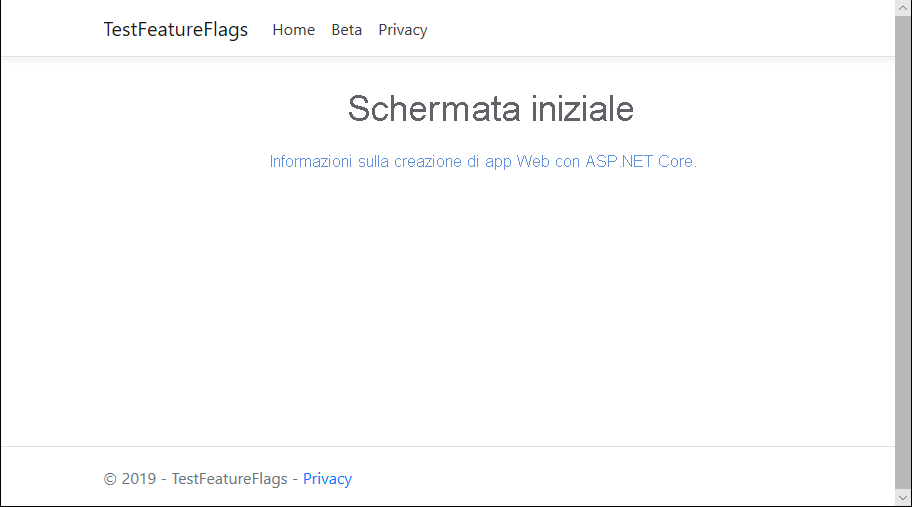 TestFeatureFlags Home Beta Privacy
Schermata iniziale
Informazioni sulla creazione di app Web con ASP.NET Core.
© 2019 - TestFeatureFlags - Privacy